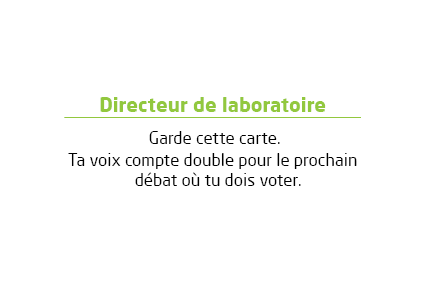 Directeur de laboratoire
Garde cette carte.
Ta voix compte double pour le prochain
débat où tu dois voter.